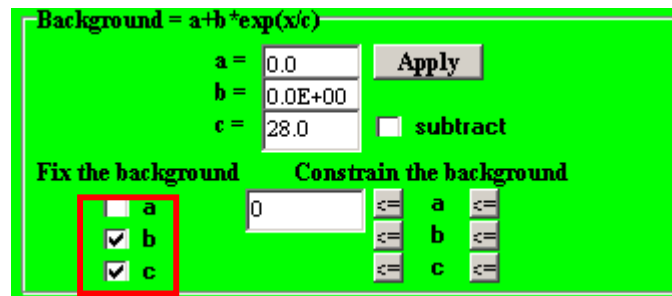 Background = a+b*exp(x/c)
a = 0.0 Apply
b = 0.0E+00
c = 28.0 subtract
Fix the background Constrain the background
a 0 <= a <=
b <= b <=
c <= c <=